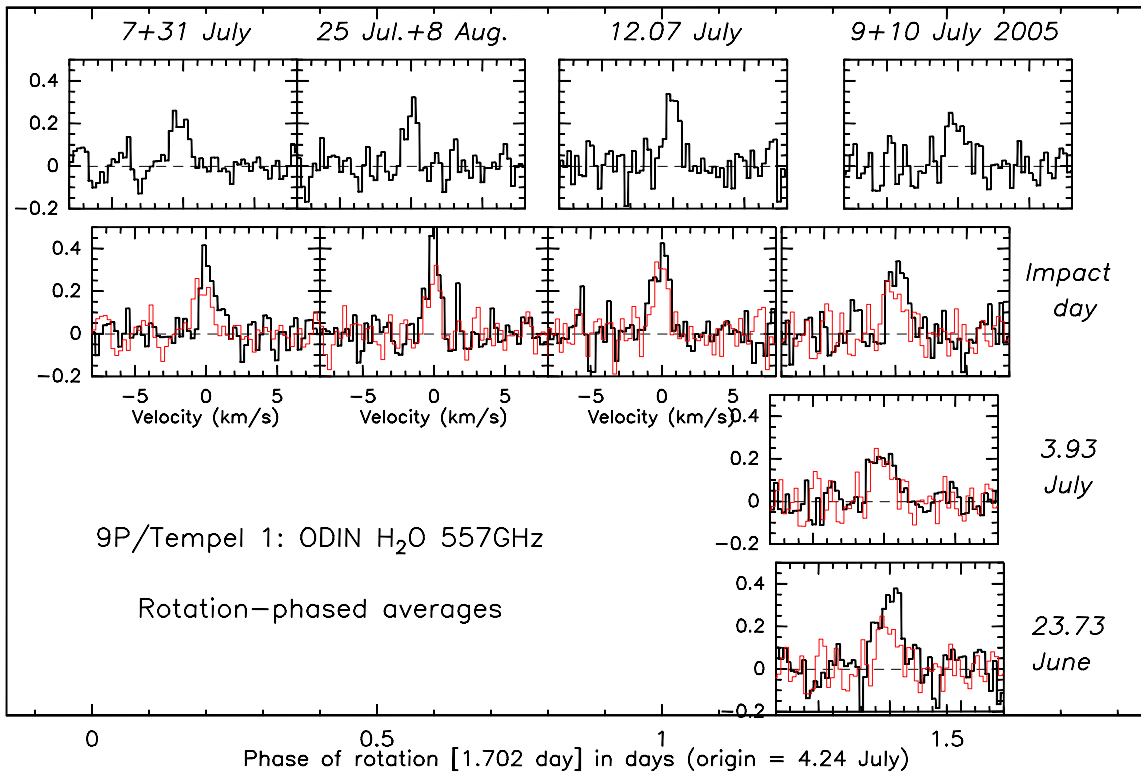 7+31 July 25 Jul.+8 Aug. 12.07 July 9+10 July 2005
0.4
0.2
0
−0.2
0.4
0.2
0
−0.2
Impact
day
−5 0 5 −5 0 5 −5 0 5
Velocity (km/s) Velocity (km/s) Velocity (km/s)
0.4
0.2
0
−0.2
3.93
July
9P/Tempel 1: ODIN H₂O 557GHz
Rotation−phased averages
0.4
0.2
0
−0.2
23.73
June
0 0.5 1 1.5
Phase of rotation [1.702 day] in days (origin = 4.24 July)